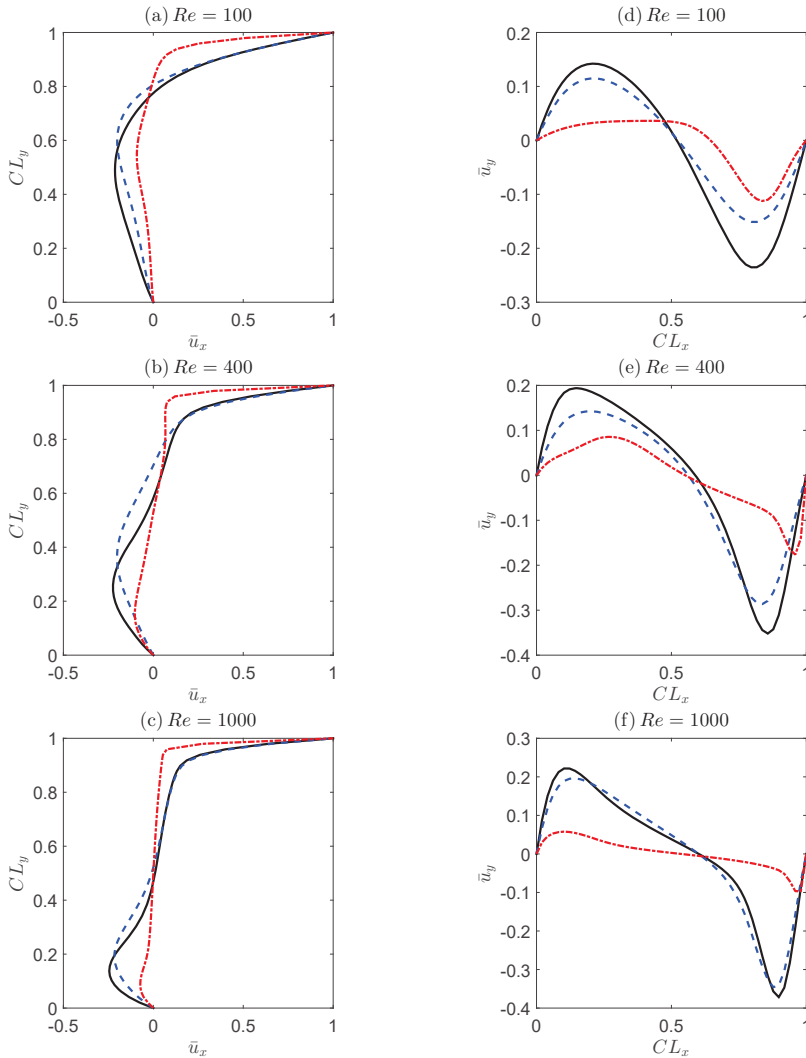 (a) Re = 100
1
0.8
0.6
0.4
0.2
0
CL_y
-0.5 0 0.5 1
ū_x
(d) Re = 100
0.2
0.1
0
-0.1
-0.2
-0.3
ū_y
0 0.5 1
CL_x
(b) Re = 400
1
0.8
0.6
0.4
0.2
0
CL_y
-0.5 0 0.5 1
ū_x
(e) Re = 400
0.2
0.1
0
-0.1
-0.2
-0.3
-0.4
ū_y
0 0.5 1
CL_x
(c) Re = 1000
1
0.8
0.6
0.4
0.2
0
CL_y
-0.5 0 0.5 1
ū_x
(f) Re = 1000
0.3
0.2
0.1
0
-0.1
-0.2
-0.3
-0.4
ū_y
0 0.5 1
CL_x